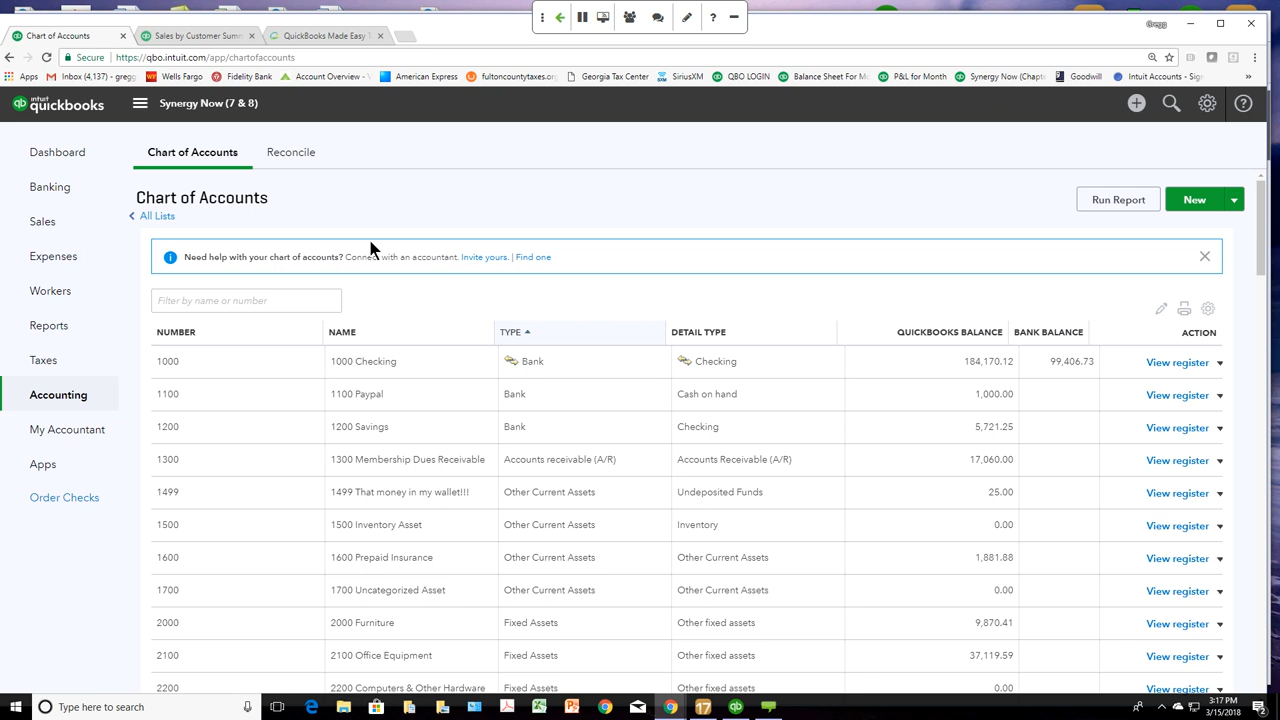 Gregg
Chart of Accounts
Sales by Customer Summ
QuickBooks Made Easy T
Secure
https://qbo.intuit.com/app/chartofaccounts
Apps
Inbox (4,137) - gregg
Wells Fargo
Fidelity Bank
Account Overview -
American Express
fultoncountytaxes.org
Georgia Tax Center
SiriusXM
QBO LOGIN
Balance Sheet For M
P&L for Month
Synergy Now (Chapt
Goodwill
Intuit Accounts - Sig
intuit
quickbooks
Synergy Now (7 & 8)
Dashboard
Banking
Sales
Expenses
Workers
Reports
Taxes
Accounting
My Accountant
Apps
Order Checks
Chart of Accounts Reconcile
Chart of Accounts
All Lists
Run Report
New
Need help with your chart of accounts? Connect with an accountant. Invite yours. | Find one
Filter by name or number
NUMBER NAME TYPE DETAIL TYPE QUICKBOOKS BALANCE BANK BALANCE ACTION
1000 1000 Checking Bank Checking 184,170.12 99,406.73 View register
1100 1100 Paypal Bank Cash on hand 1,000.00 View register
1200 1200 Savings Bank Checking 5,721.25 View register
1300 1300 Membership Dues Receivable Accounts receivable (A/R) Accounts Receivable (A/R) 17,060.00 View register
1499 1499 That money in my wallet!!! Other Current Assets Undeposited Funds 25.00 View register
1500 1500 Inventory Asset Other Current Assets Inventory 0.00 View register
1600 1600 Prepaid Insurance Other Current Assets Other Current Assets 1,881.88 View register
1700 1700 Uncategorized Asset Other Current Assets Other Current Assets 0.00 View register
2000 2000 Furniture Fixed Assets Other fixed assets 9,870.41 View register
2100 2100 Office Equipment Fixed Assets Other fixed assets 37,119.59 View register
2200 2200 Computers & Other Hardware Fixed Assets Other fixed assets 0.00 View register
Type here to search
17
3:17 PM
3/15/2018
2